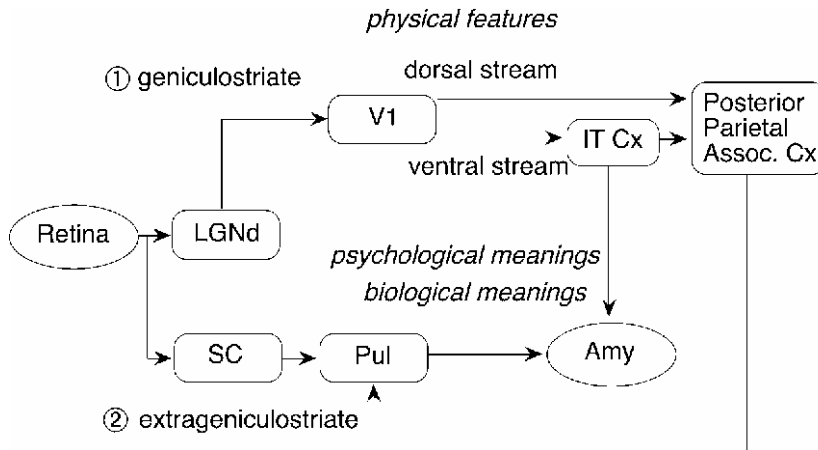 physical features
① geniculostriate
dorsal stream
V1
IT Cx
Posterior
Parietal
Assoc. Cx
ventral stream
Retina
LGNd
psychological meanings
biological meanings
SC
Pul
Amy
② extrageniculostriate